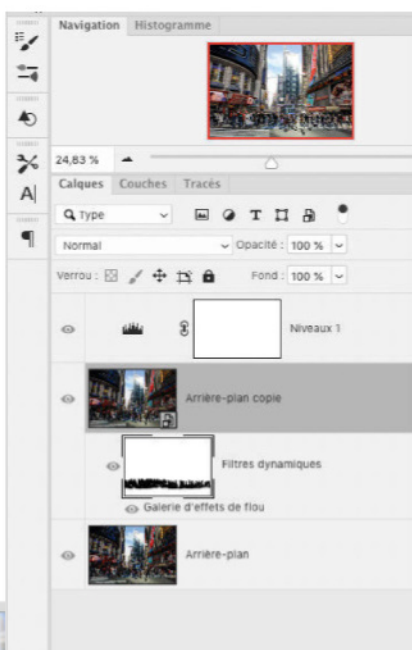 Navigation Histogramme
24,83 %
Calques Couches Tracés
Type T
Normal Opacité : 100 %
Verrou : Fond : 100 %
A
¶
Niveaux 1
Arrière-plan copie
Filtres dynamiques
Galerie d'effets de flou
Arrière-plan